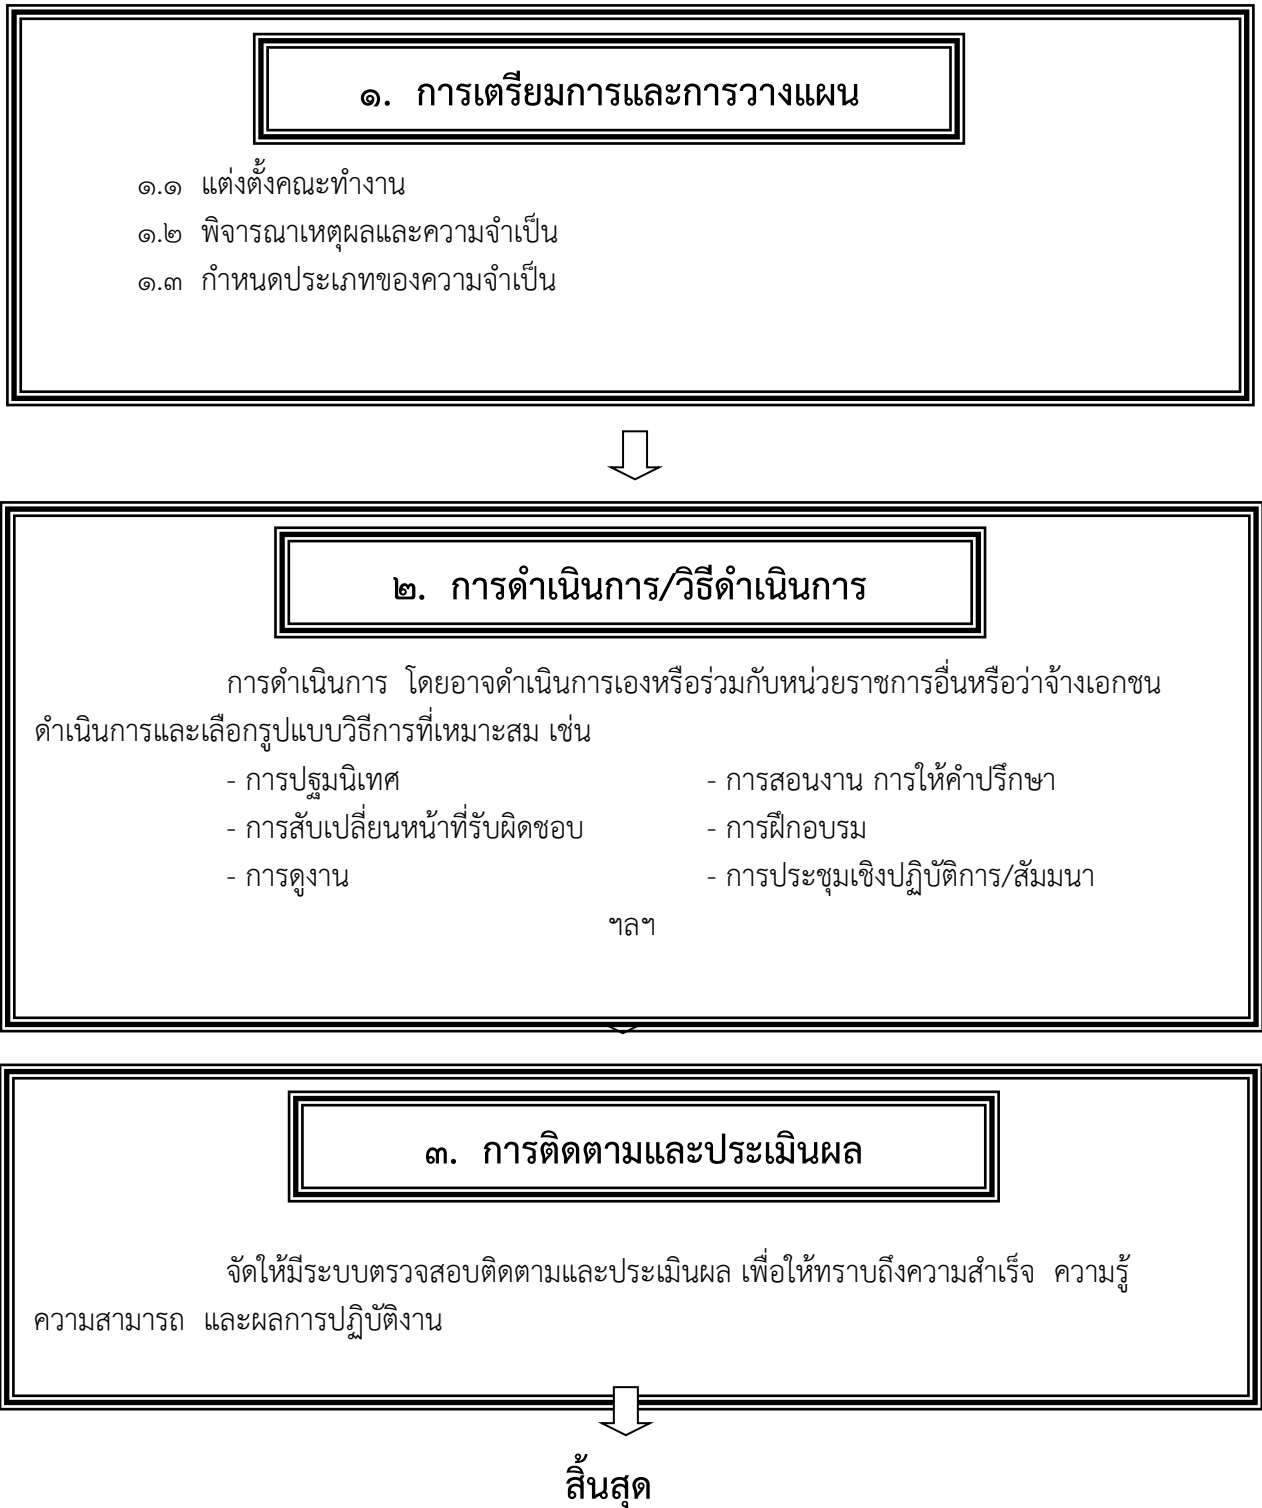 ๑. การเตรียมการและการวางแผน
๑.๑ แต่งตั้งคณะทำงาน
๑.๒ พิจารณาเหตุผลและความจำเป็น
๑.๓ กำหนดประเภทของความจำเป็น
๒. การดำเนินการ/วิธีดำเนินการ
การดำเนินการ โดยอาจดำเนินการเองหรือร่วมกับหน่วยราชการอื่นหรือว่าจ้างเอกชน
ดำเนินการและเลือกรูปแบบวิธีการที่เหมาะสม เช่น
- การปฐมนิเทศ - การสอนงาน การให้คำปรึกษา
- การสับเปลี่ยนหน้าที่รับผิดชอบ - การฝึกอบรม
- การดูงาน - การประชุมเชิงปฏิบัติการ/สัมมนา
ฯลฯ
๓. การติดตามและประเมินผล
จัดให้มีระบบตรวจสอบติดตามและประเมินผล เพื่อให้ทราบถึงความสำเร็จ ความรู้
ความสามารถ และผลการปฏิบัติงาน
สิ้นสุด